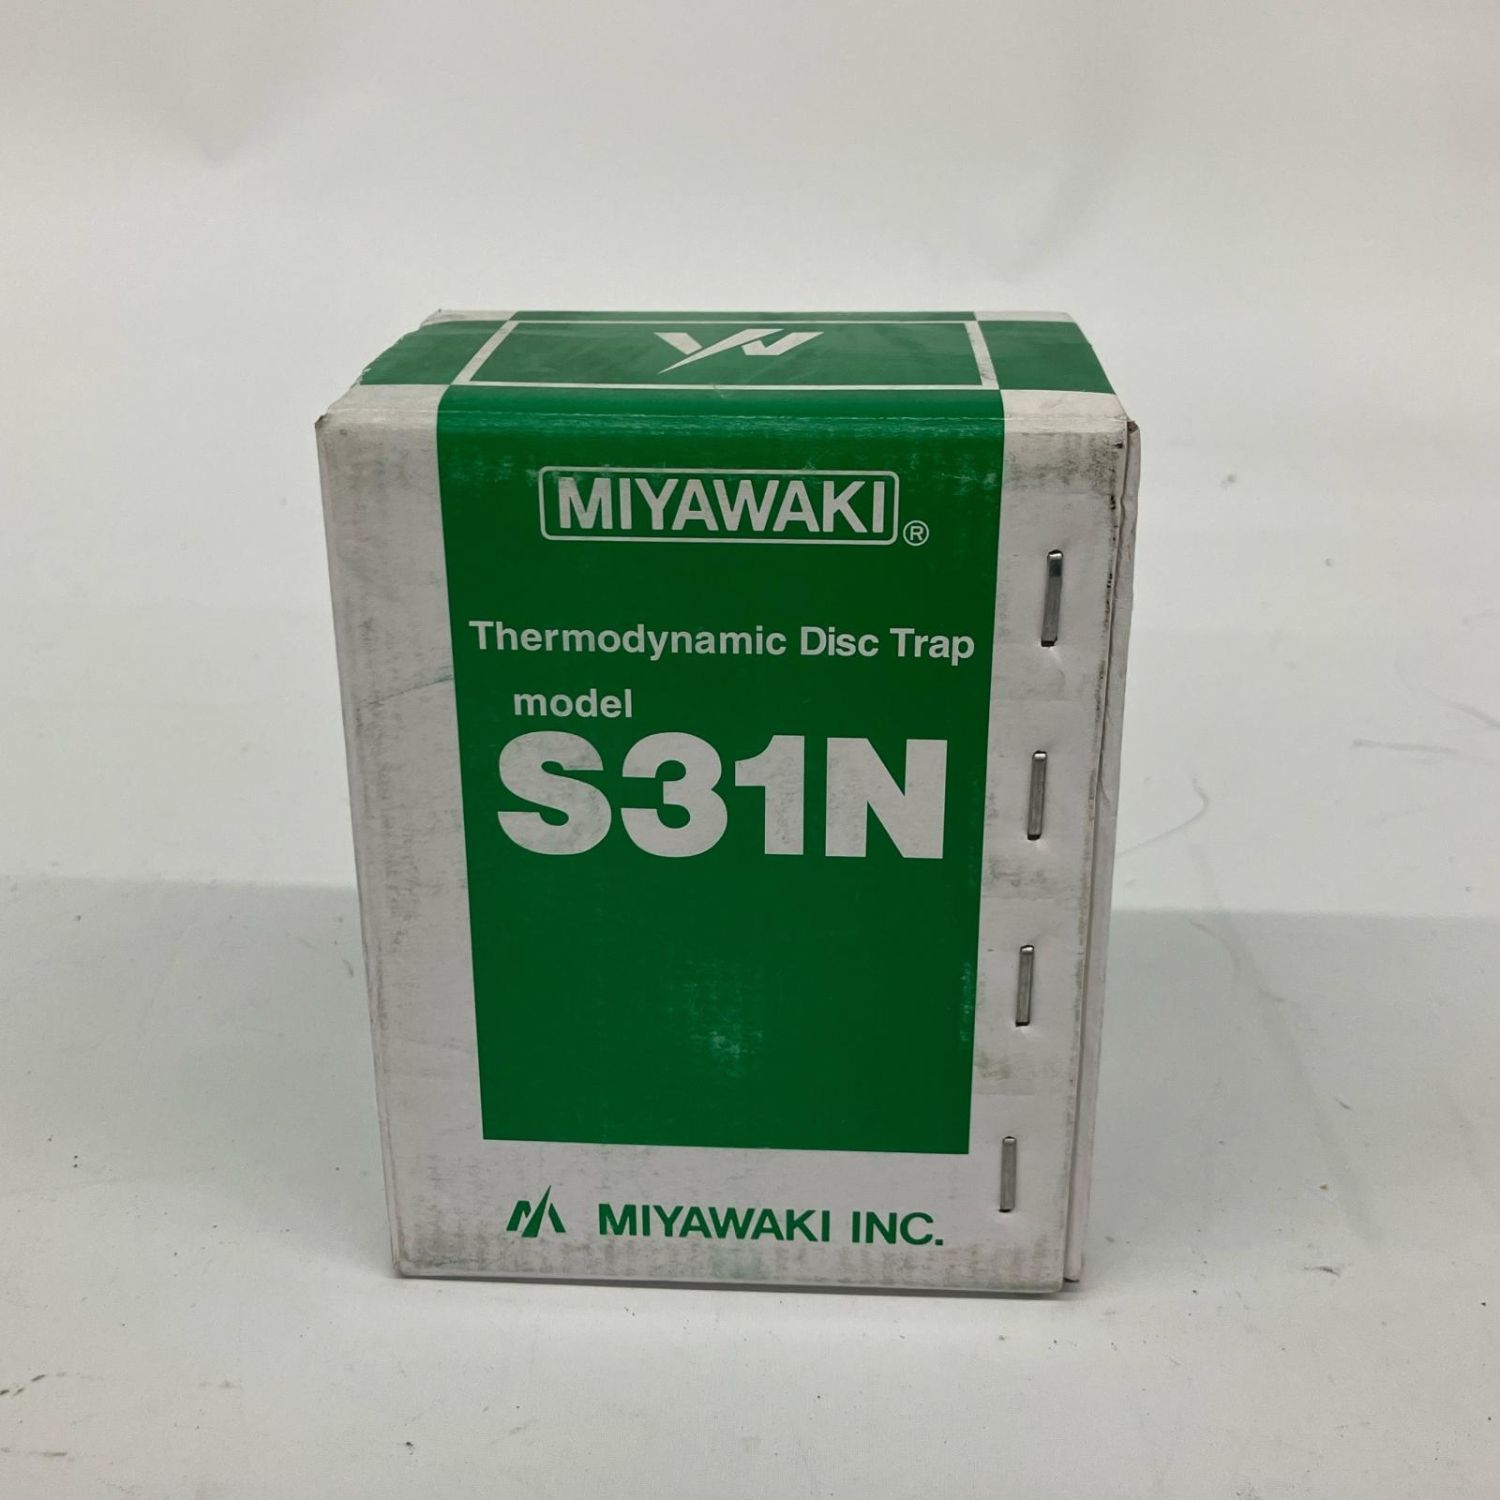 MIYAWAKI®
Thermodynamic Disc Trap
model
S31N
MIYAWAKI INC.